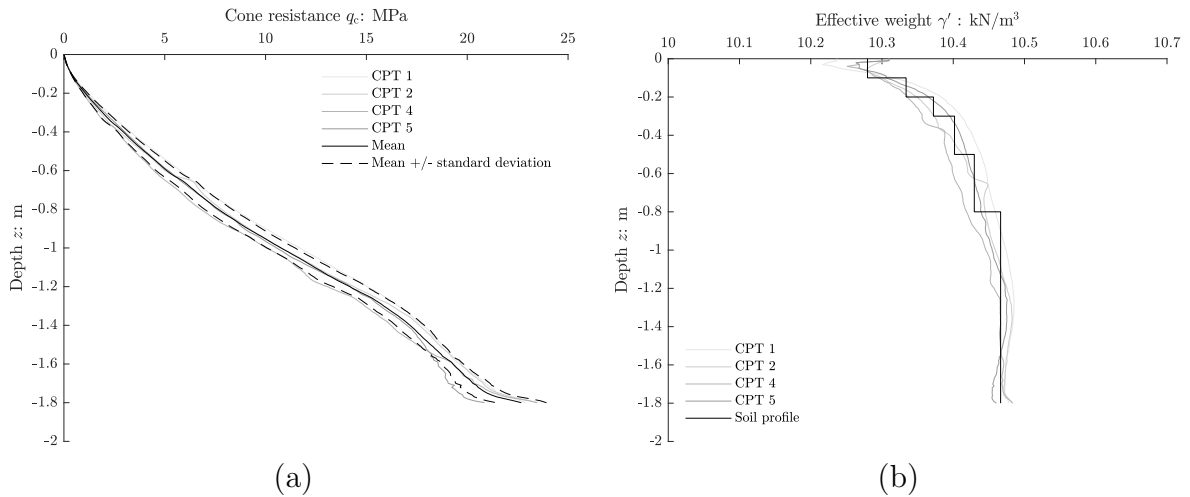 Cone resistance qc: MPa
0 5 10 15 20 25
0
-0.2
-0.4
-0.6
-0.8
-1
-1.2
-1.4
-1.6
-1.8
-2
Depth z: m
CPT 1
CPT 2
CPT 4
CPT 5
Mean
Mean +/- standard deviation
(a)
Effective weight γ′ : kN/m³
10 10.1 10.2 10.3 10.4 10.5 10.6 10.7
0
-0.2
-0.4
-0.6
-0.8
-1
-1.2
-1.4
-1.6
-1.8
-2
Depth z: m
CPT 1
CPT 2
CPT 4
CPT 5
Soil profile
(b)